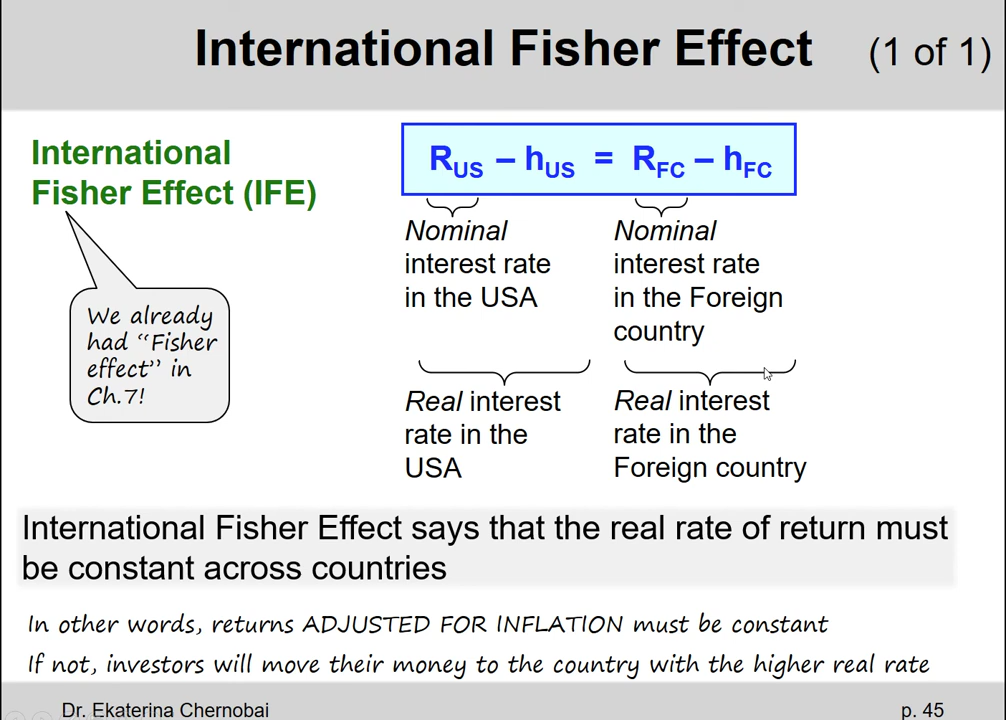 International Fisher Effect (1 of 1)
International
Fisher Effect (IFE)
R_US – h_US = R_FC – h_FC
Nominal
interest rate
in the USA
Nominal
interest rate
in the Foreign
country
We already
had “Fisher
effect” in
Ch.7!
Real interest
rate in the
USA
Real interest
rate in the
Foreign country
International Fisher Effect says that the real rate of return must
be constant across countries
In other words, returns ADJUSTED FOR INFLATION must be constant
If not, investors will move their money to the country with the higher real rate
Dr. Ekaterina Chernobai
p. 45